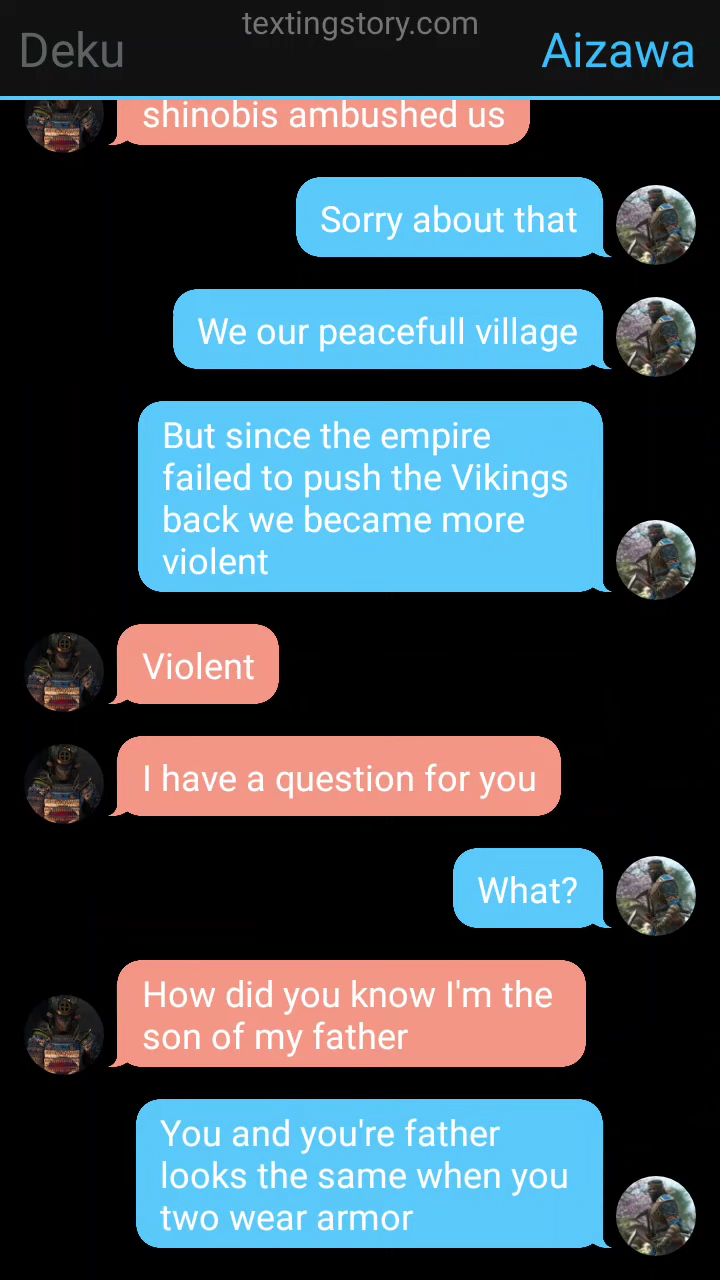 textingstory.com
Deku
Aizawa
shinobis ambushed us
Sorry about that
We our peacefull village
But since the empire
failed to push the Vikings
back we became more
violent
Violent
I have a question for you
What?
How did you know I'm the
son of my father
You and you're father
looks the same when you
two wear armor